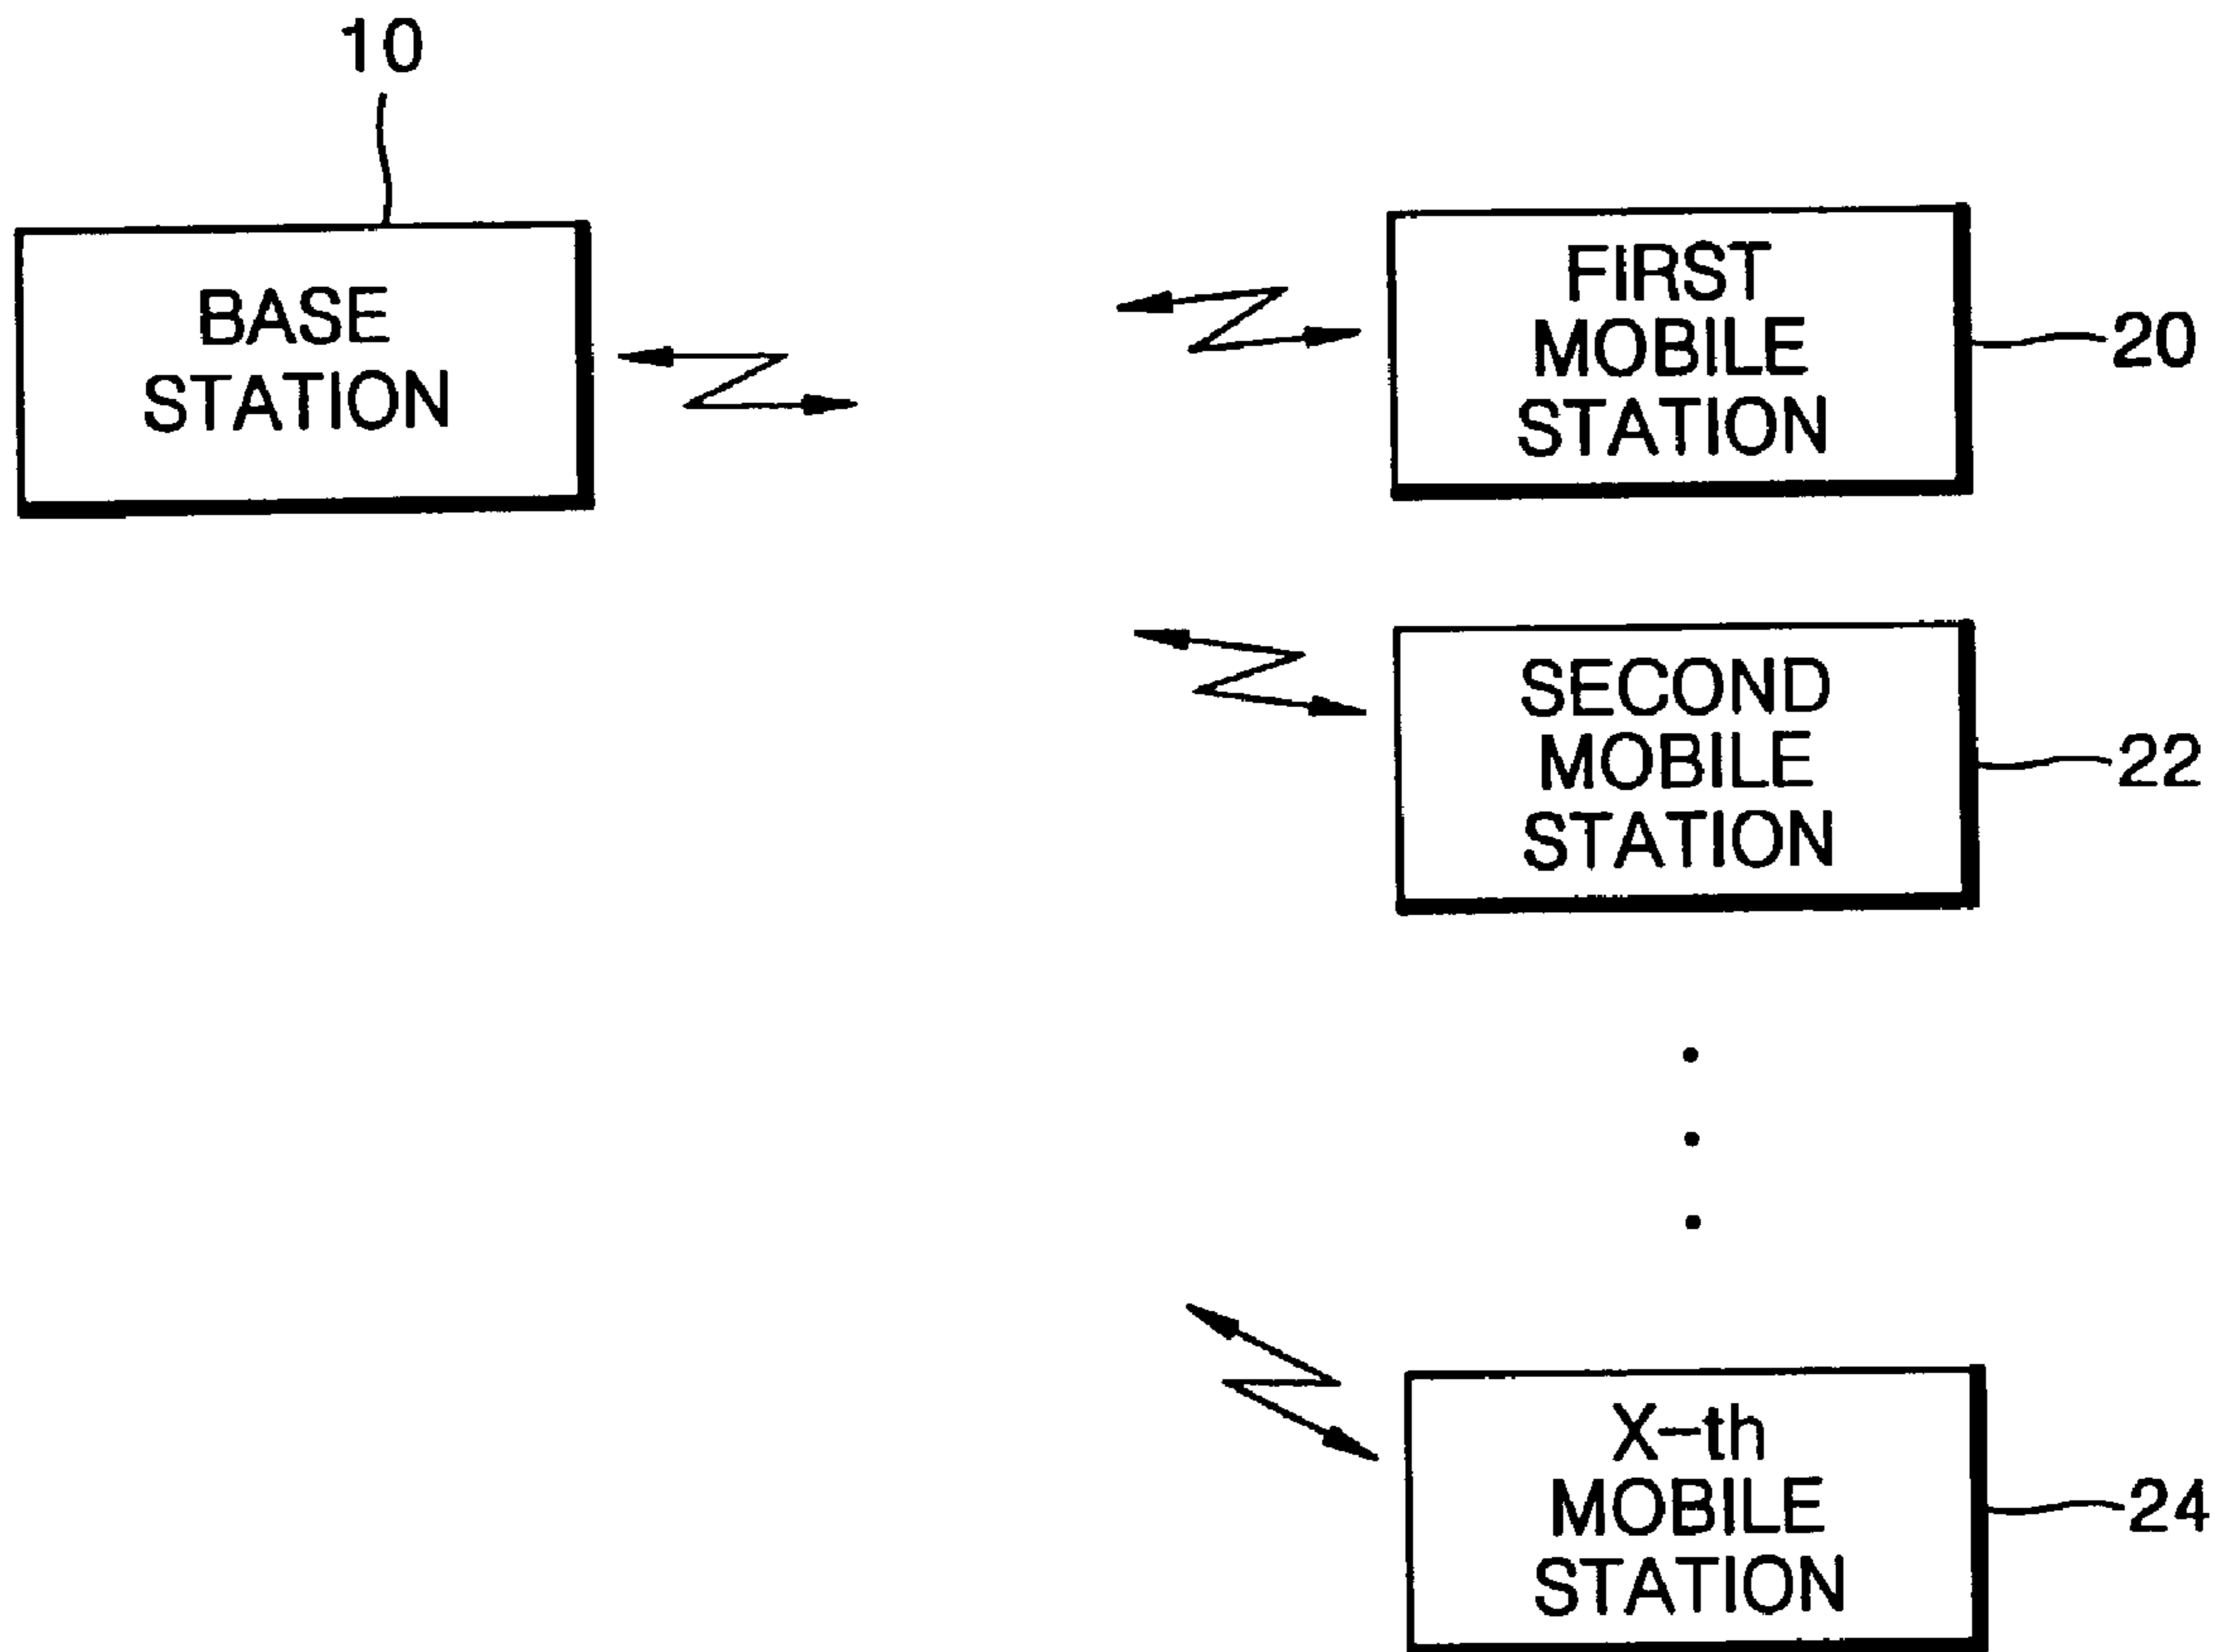 10
BASE
STATION
FIRST
MOBILE
STATION
20
SECOND
MOBILE
STATION
22
X-th
MOBILE
STATION
24